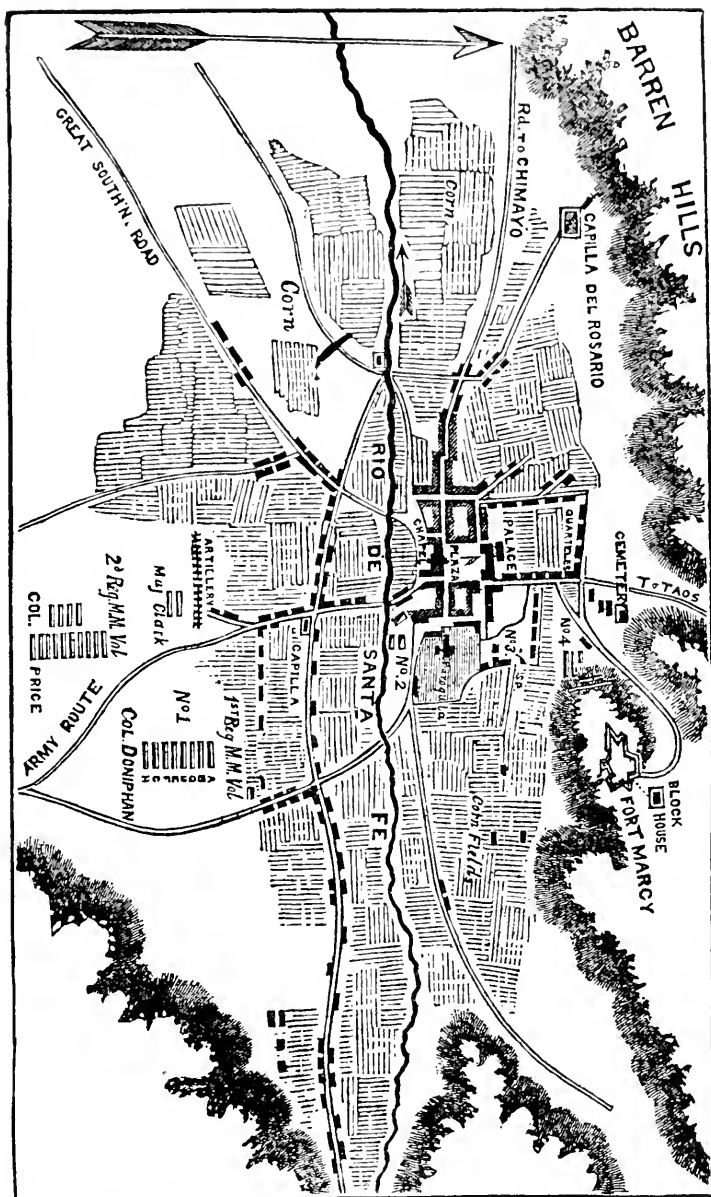 BARREN
HILLS
Rd. TO CHIMAYO
CAPILLA DEL ROSARIO
GREAT SOUTH'N. ROAD
Corn
Corn
RIO DE SANTA FE
CHAPEL
PLAZA
PALACE
QUARTELES
CEMETERY
To TAOS
No. 4
No. 3
No. 2
BLOCK
HOUSE
FORT MARCY
Corn Fields
ARTILLERY
Maj Clark
2d Reg M.M. Vol
COL. PRICE
CAPILLA
1st Reg M M. Vol
No 1
A B C D E F G H
COL. DONIPHAN
ARMY ROUTE